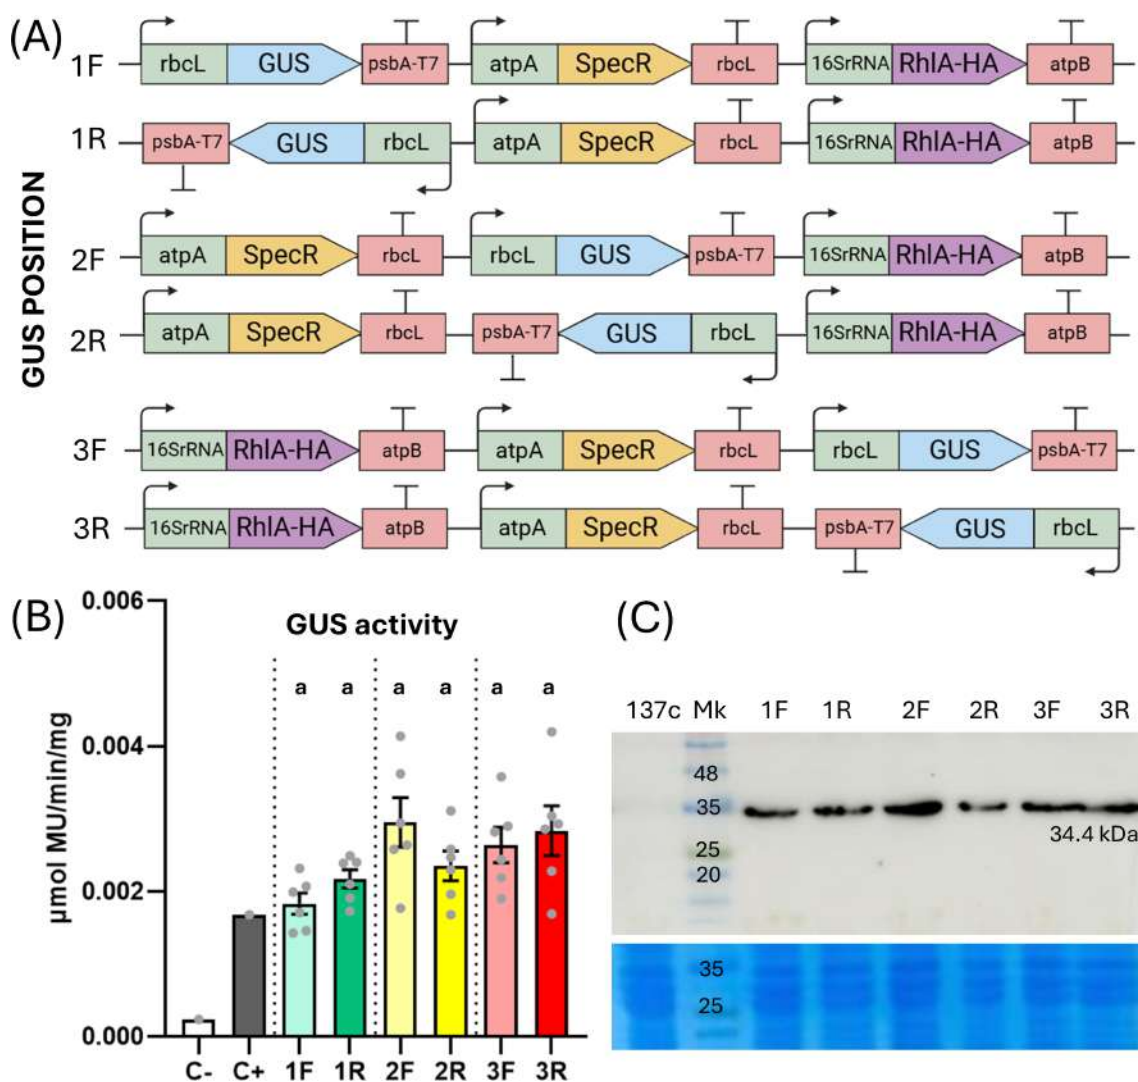 (A)
1F rbcL GUS psbA-T7 atpA SpecR rbcL 16SrRNA RhlA-HA atpB
1R psbA-T7 GUS rbcL atpA SpecR rbcL 16SrRNA RhlA-HA atpB
GUS POSITION
2F atpA SpecR rbcL rbcL GUS psbA-T7 16SrRNA RhlA-HA atpB
2R atpA SpecR rbcL psbA-T7 GUS rbcL 16SrRNA RhlA-HA atpB
3F 16SrRNA RhlA-HA atpB atpA SpecR rbcL rbcL GUS psbA-T7
3R 16SrRNA RhlA-HA atpB atpA SpecR rbcL psbA-T7 GUS rbcL
(B)
GUS activity
µmol MU/min/mg
0.006
0.004
0.002
0.000
a a a a a a
C- C+ 1F 1R 2F 2R 3F 3R
(C)
137c Mk 1F 1R 2F 2R 3F 3R
48
35
34.4 kDa
25
20
35
25